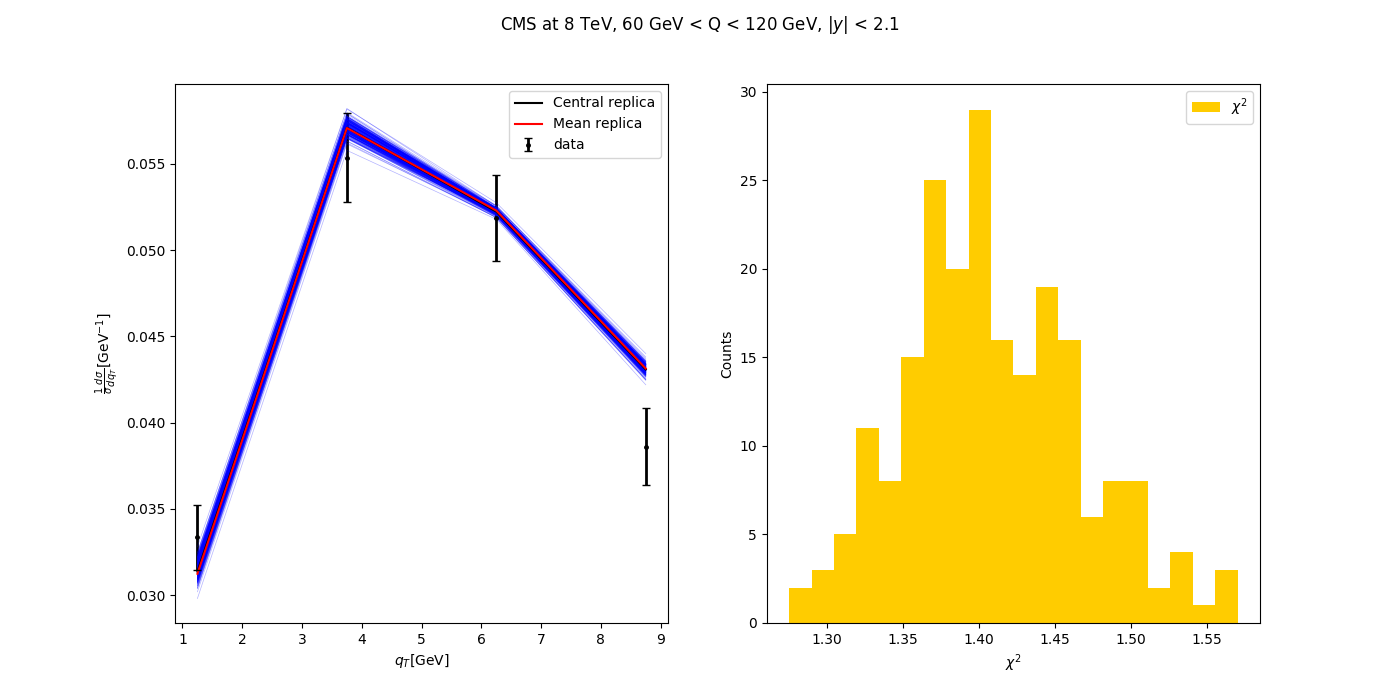 CMS at 8 TeV, 60 GeV < Q < 120 GeV, |y| < 2.1
Central replica
Mean replica
data
0.055
0.050
0.045
0.040
0.035
0.030
1 2 3 4 5 6 7 8 9
q_T[GeV]
\frac{1}{σ}\frac{dσ}{dq_T}[GeV⁻¹]
χ²
30
25
20
15
10
5
0
1.30 1.35 1.40 1.45 1.50 1.55
χ²
Counts